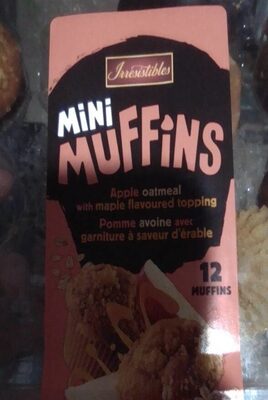 Irresistibles
MiNi
MUFFiNS
Apple oatmeal
with maple flavoured topping
Pomme avoine avec
garniture à saveur d'érable
12
MUFFINS